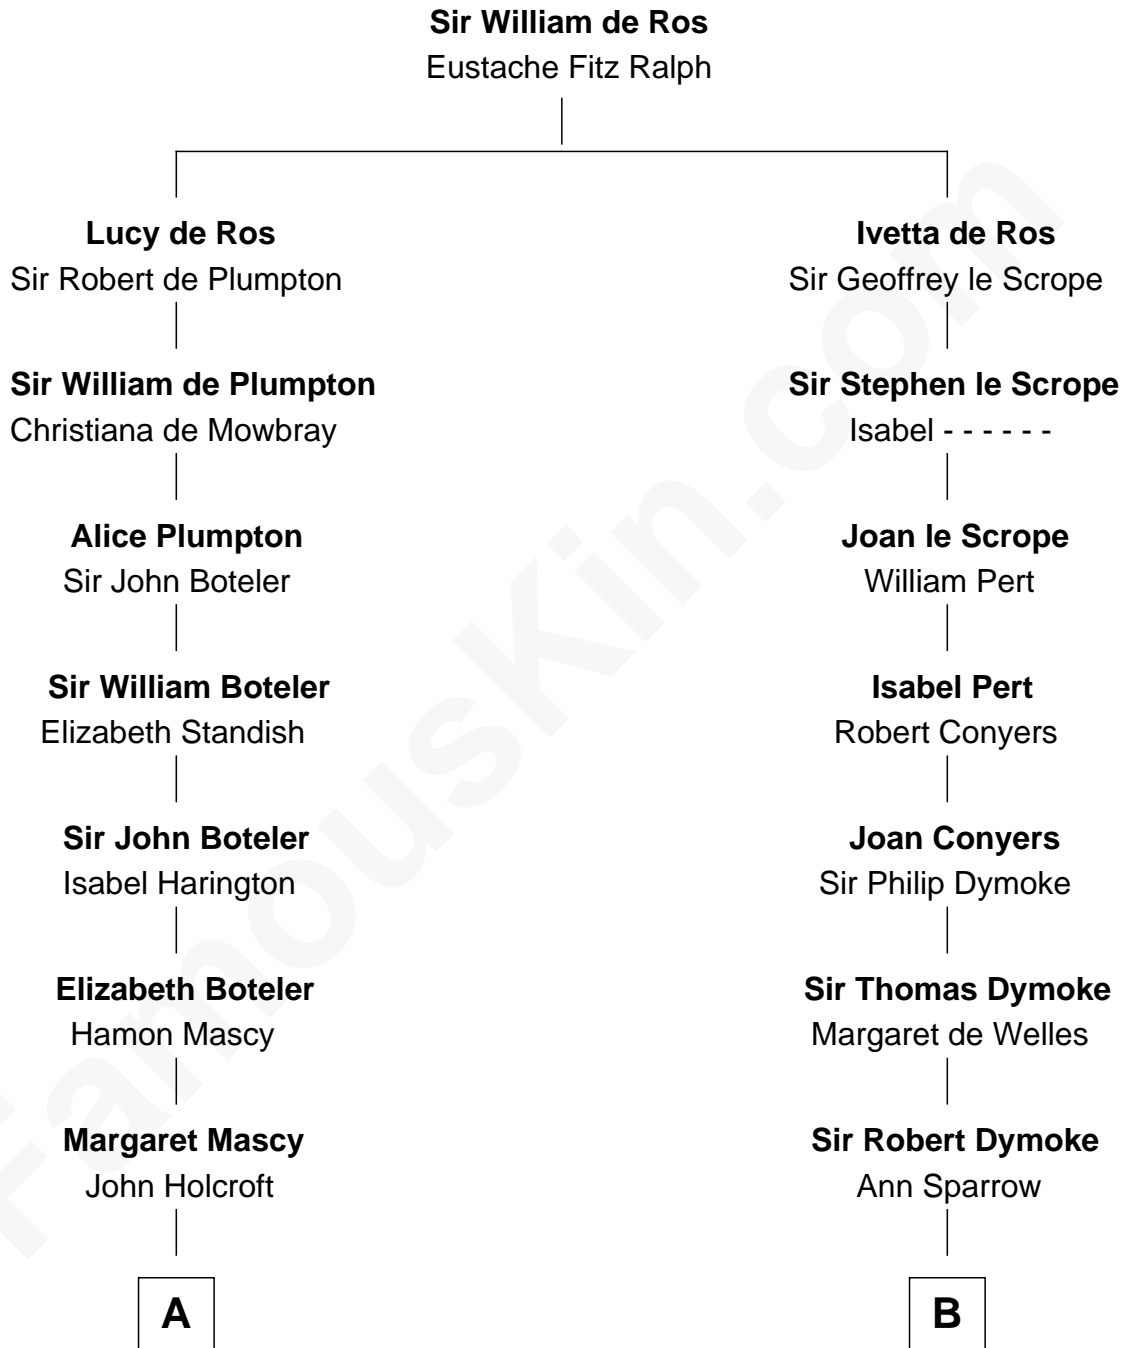 Sir William de Ros
Eustache Fitz Ralph
Lucy de Ros
Sir Robert de Plumpton
Sir William de Plumpton
Christiana de Mowbray
Alice Plumpton
Sir John Boteler
Sir William Boteler
Elizabeth Standish
Sir John Boteler
Isabel Harington
Elizabeth Boteler
Hamon Mascy
Margaret Mascy
John Holcroft
A
Ivetta de Ros
Sir Geoffrey le Scrope
Sir Stephen le Scrope
Isabel - - - - - -
Joan le Scrope
William Pert
Isabel Pert
Robert Conyers
Joan Conyers
Sir Philip Dymoke
Sir Thomas Dymoke
Margaret de Welles
Sir Robert Dymoke
Ann Sparrow
B
FamousKin.com